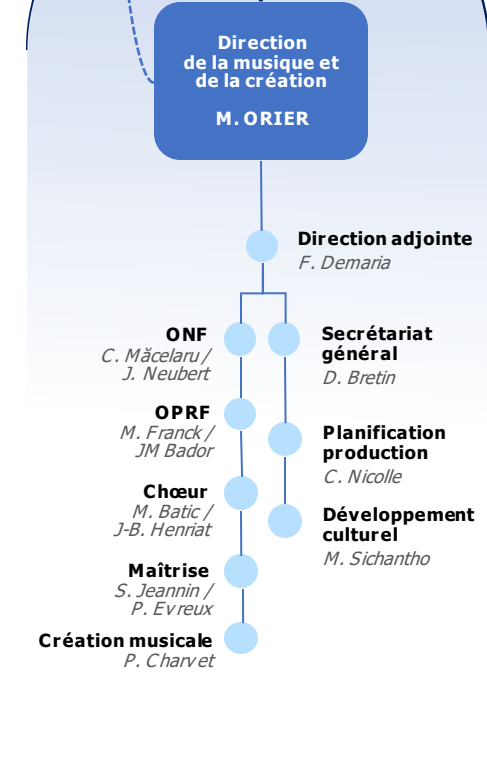 Direction
de la musique et
de la création
M. ORIER
Direction adjointe
F. Demaria
ONF
C. Măcelaru /
J. Neubert
OPRF
M. Franck /
JM Bador
Chœur
M. Batic /
J-B. Henriat
Maîtrise
S. Jeannin /
P. Evreux
Création musicale
P. Charvet
Secrétariat
général
D. Bretin
Planification
production
C. Nicolle
Développement
culturel
M. Sichantho